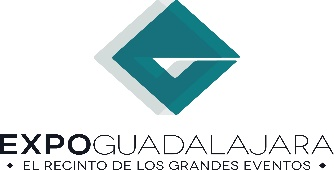 EXPOGUADALAJARA
• EL RECINTO DE LOS GRANDES EVENTOS •